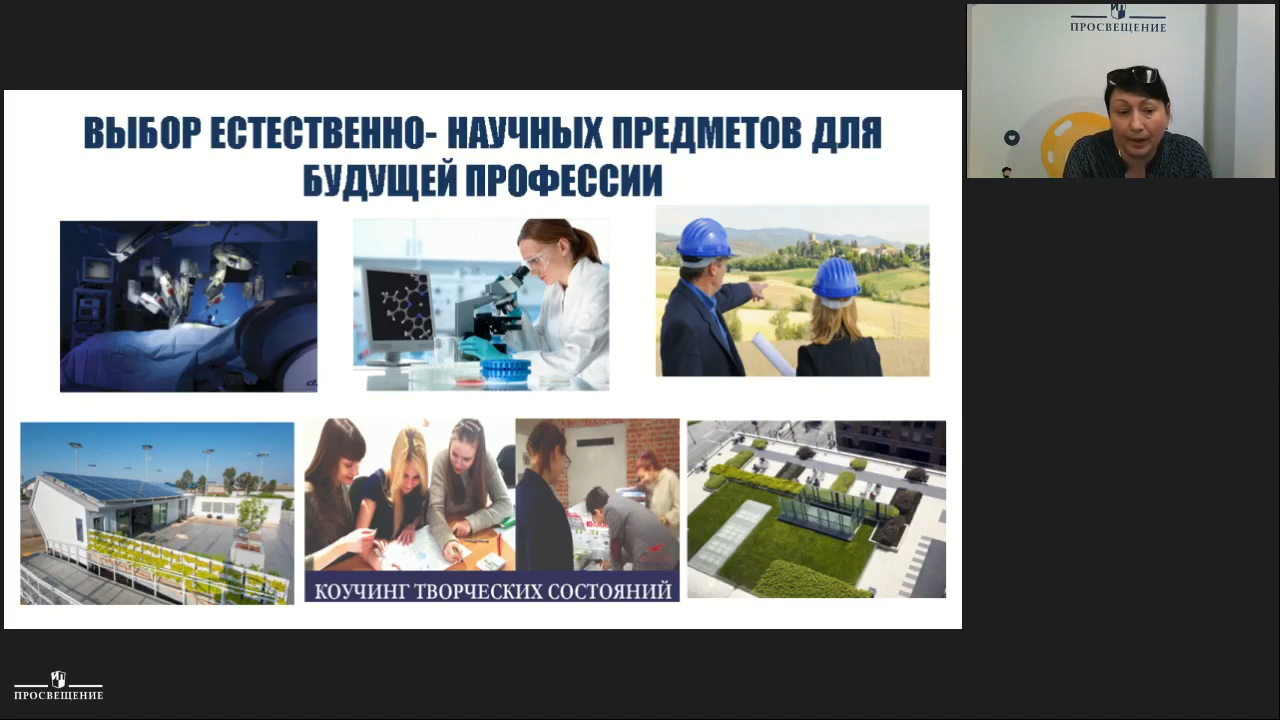 ПРОСВЕЩЕНИЕ
ВЫБОР ЕСТЕСТВЕННО- НАУЧНЫХ ПРЕДМЕТОВ ДЛЯ
БУДУЩЕЙ ПРОФЕССИИ
КОУЧИНГ ТВОРЧЕСКИХ СОСТОЯНИЙ
ПРОСВЕЩЕНИЕ